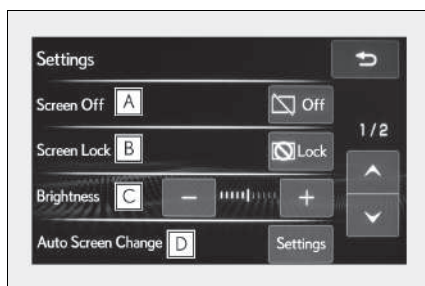 Settings
Screen Off A Off
1/2
Screen Lock B Lock
Brightness C - +
Auto Screen Change D Settings